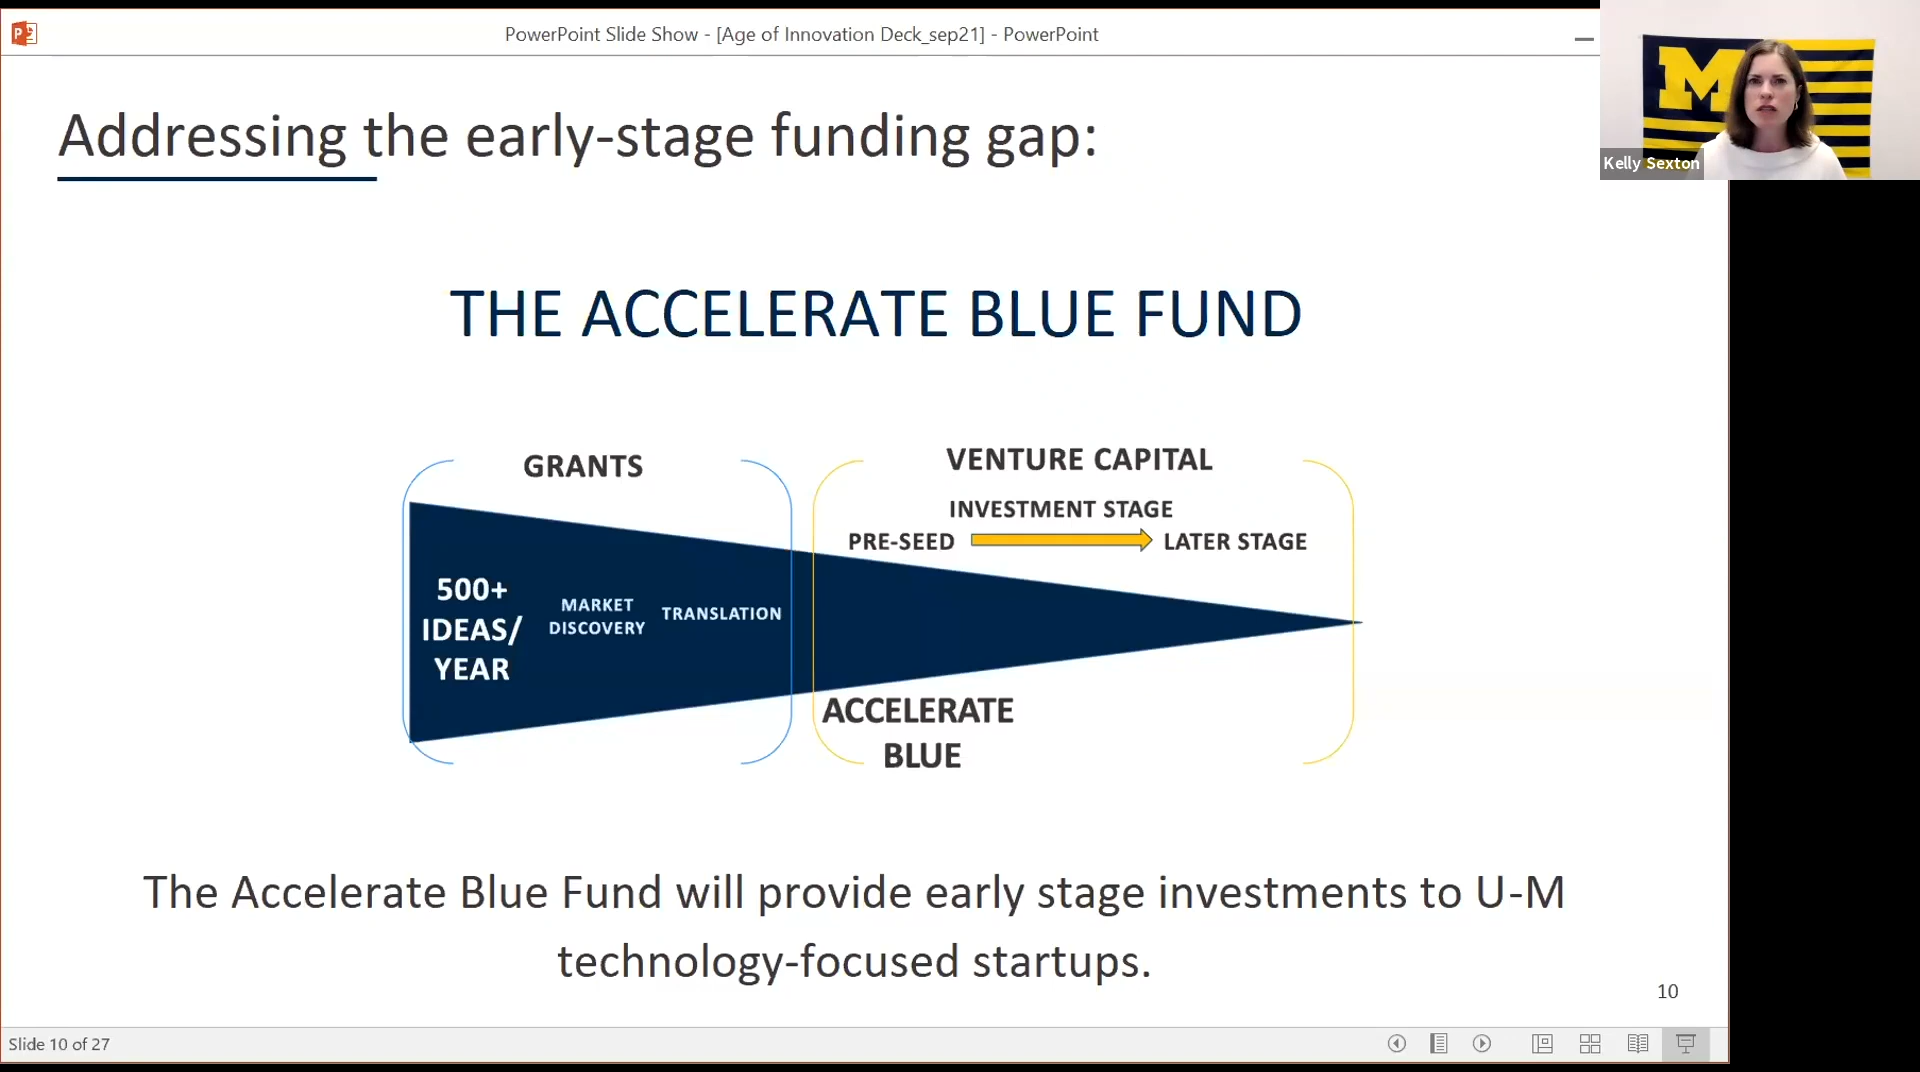 PowerPoint Slide Show - [Age of Innovation Deck_sep21] - PowerPoint
M
Kelly Sexton
Addressing the early-stage funding gap:
THE ACCELERATE BLUE FUND
GRANTS
VENTURE CAPITAL
INVESTMENT STAGE
PRE-SEED
LATER STAGE
500+
IDEAS/
YEAR
MARKET
DISCOVERY
TRANSLATION
ACCELERATE
BLUE
The Accelerate Blue Fund will provide early stage investments to U-M
technology-focused startups.
10
Slide 10 of 27